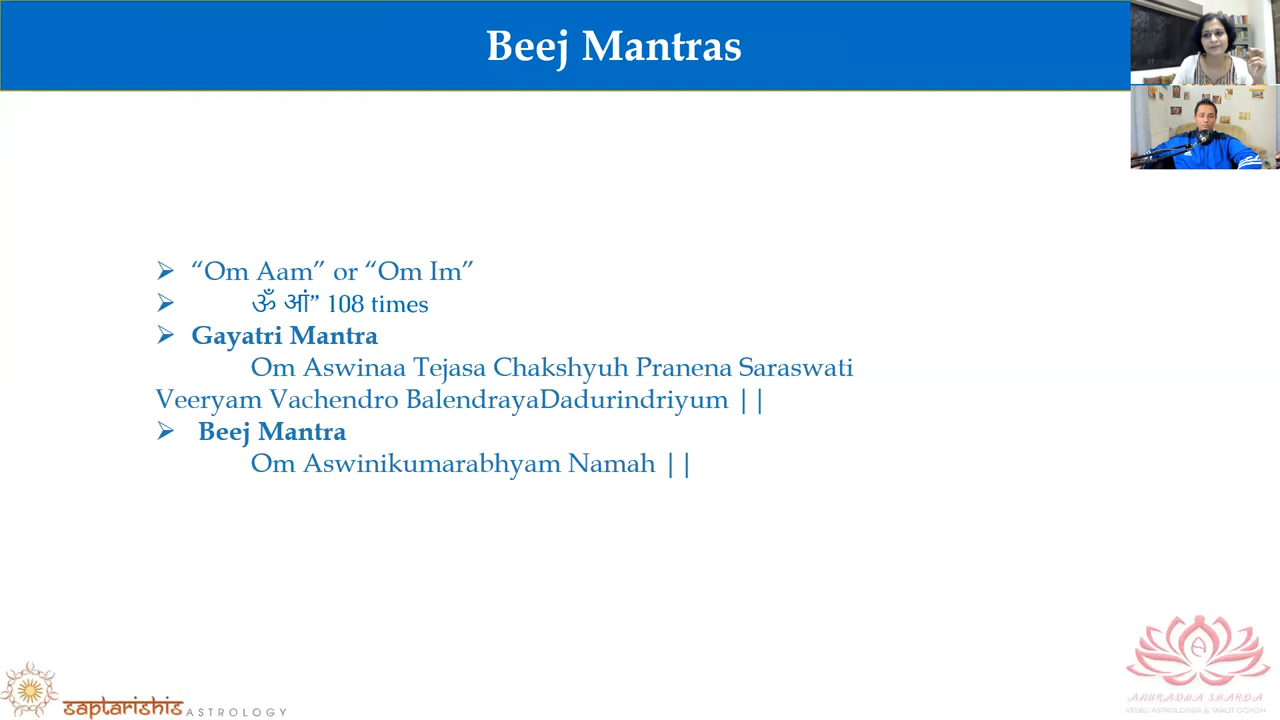 Beej Mantras
➢ “Om Aam” or “Om Im”
➢ ॐ आं” 108 times
➢ Gayatri Mantra
Om Aswinaa Tejasa Chakshyuh Pranena Saraswati
Veeryam Vachendro BalendrayaDadurindriyum ||
➢ Beej Mantra
Om Aswinikumarabhyam Namah ||
saptarishis ASTROLOGY
ANURADHA SHARDA
VEDIC ASTROLOGER & TAROT COACH